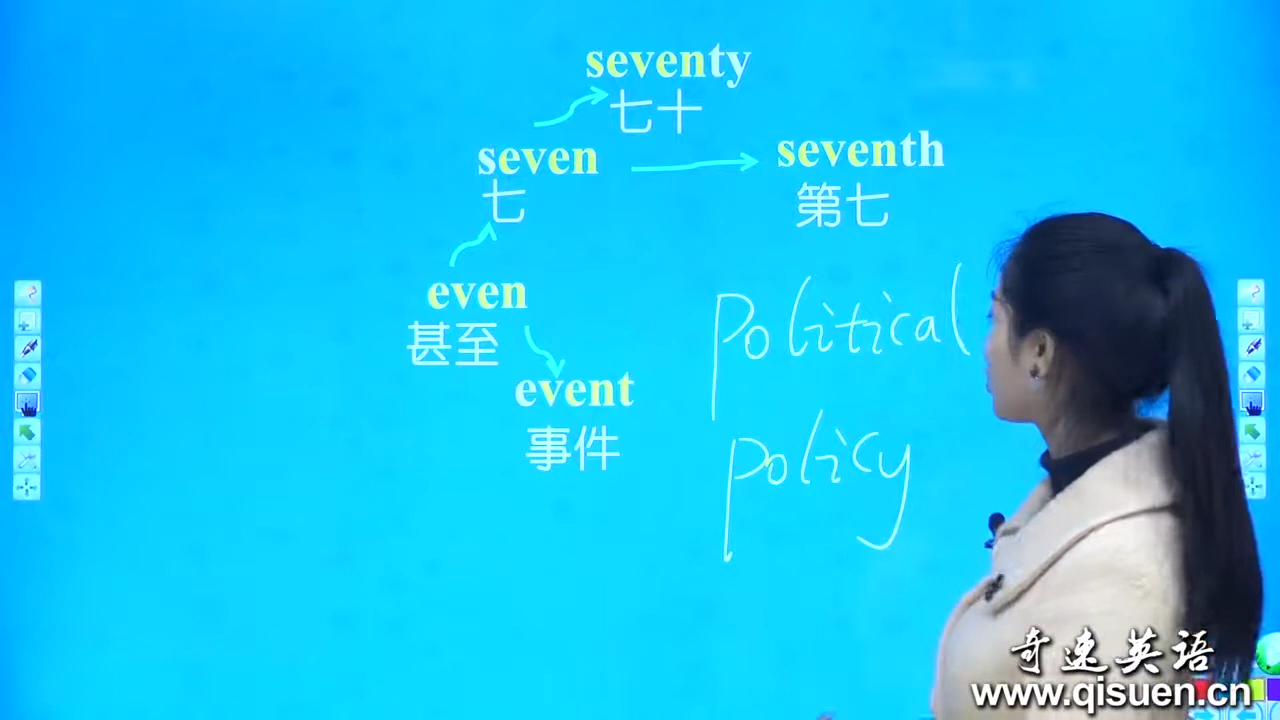 seventy
七十
seven
七
seventh
第七
even
甚至
event
事件
political
policy
奇速英语
www.qisuen.cn